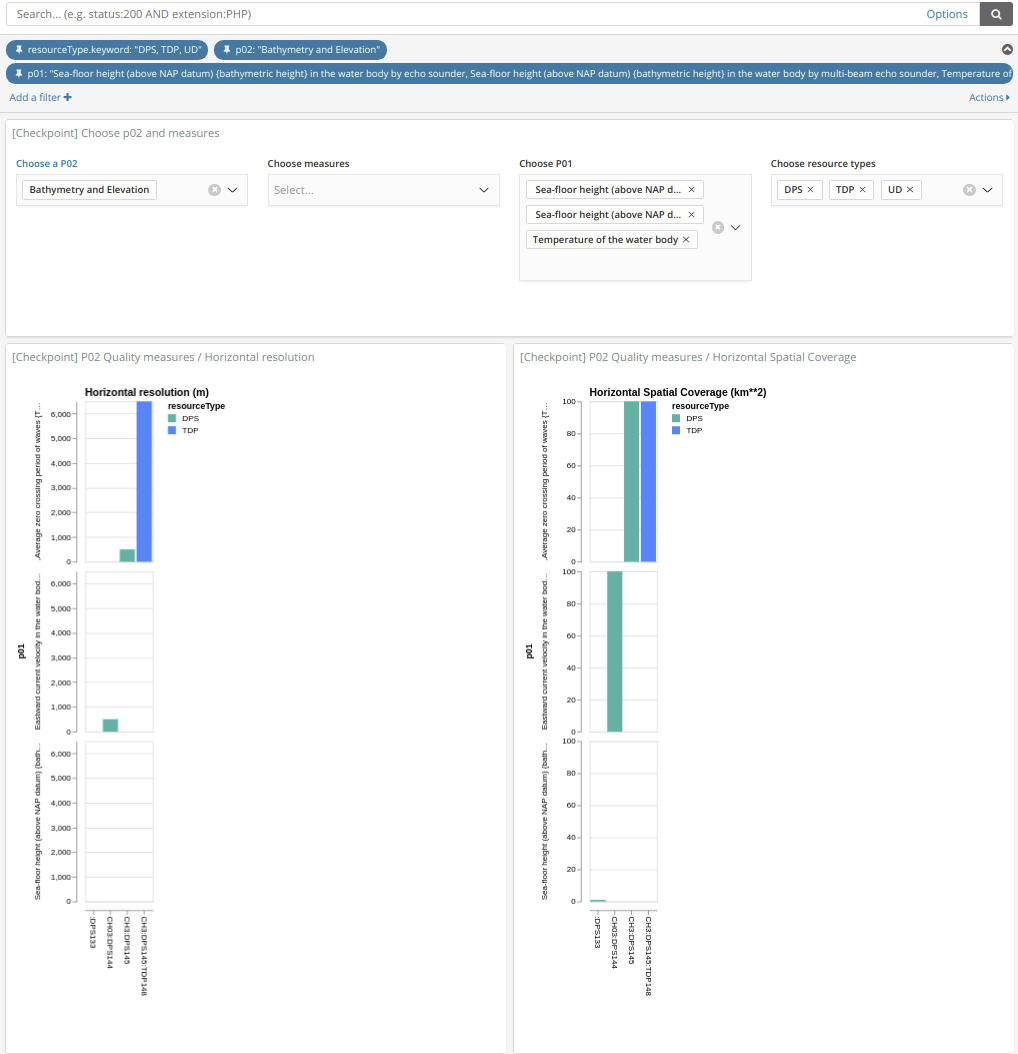 Search... (e.g. status:200 AND extension:PHP)
Options
resourceType.keyword: "DPS, TDP, UD"
p02: "Bathymetry and Elevation"
p01: "Sea-floor height (above NAP datum) {bathymetric height} in the water body by echo sounder, Sea-floor height (above NAP datum) {bathymetric height} in the water body by multi-beam echo sounder, Temperature of
Add a filter
Actions
[Checkpoint] Choose p02 and measures
Choose a P02
Bathymetry and Elevation
Choose measures
Select...
Choose P01
Sea-floor height (above NAP d...
Sea-floor height (above NAP d...
Temperature of the water body
Choose resource types
DPS
TDP
UD
[Checkpoint] P02 Quality measures / Horizontal resolution
Horizontal resolution (m)
resourceType
DPS
TDP
p01
Average zero crossing period of waves {T...
6,000
5,000
4,000
3,000
2,000
1,000
0
Eastward current velocity in the water bod...
6,000
5,000
4,000
3,000
2,000
1,000
0
Sea-floor height (above NAP datum) {bath...
6,000
5,000
4,000
3,000
2,000
1,000
0
:DPS133
CH03:DPS144
CH3:DPS145
CH3:DPS145:TDP148
[Checkpoint] P02 Quality measures / Horizontal Spatial Coverage
Horizontal Spatial Coverage (km**2)
resourceType
DPS
TDP
p01
Average zero crossing period of waves {T...
100
80
60
40
20
0
Eastward current velocity in the water bod...
100
80
60
40
20
0
Sea-floor height (above NAP datum) {bath...
100
80
60
40
20
0
:DPS133
CH03:DPS144
CH3:DPS145
CH3:DPS145:TDP148